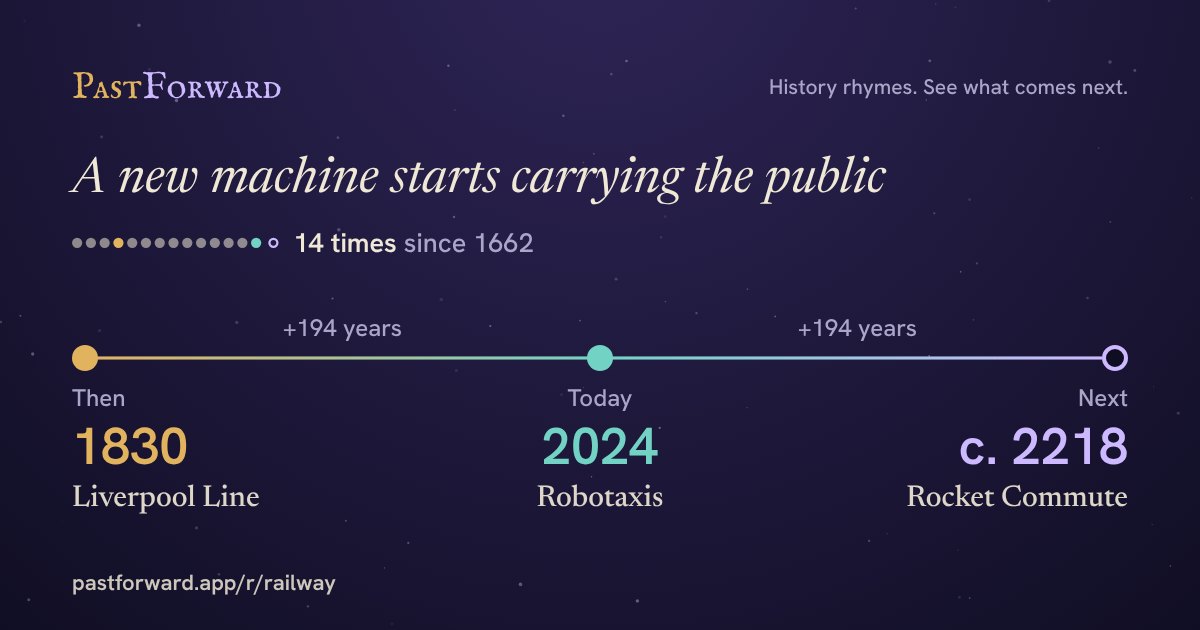 PastForward
History rhymes. See what comes next.
A new machine starts carrying the public
14 times since 1662
+194 years
+194 years
Then
Today
Next
1830
2024
c. 2218
Liverpool Line
Robotaxis
Rocket Commute
pastforward.app/r/railway